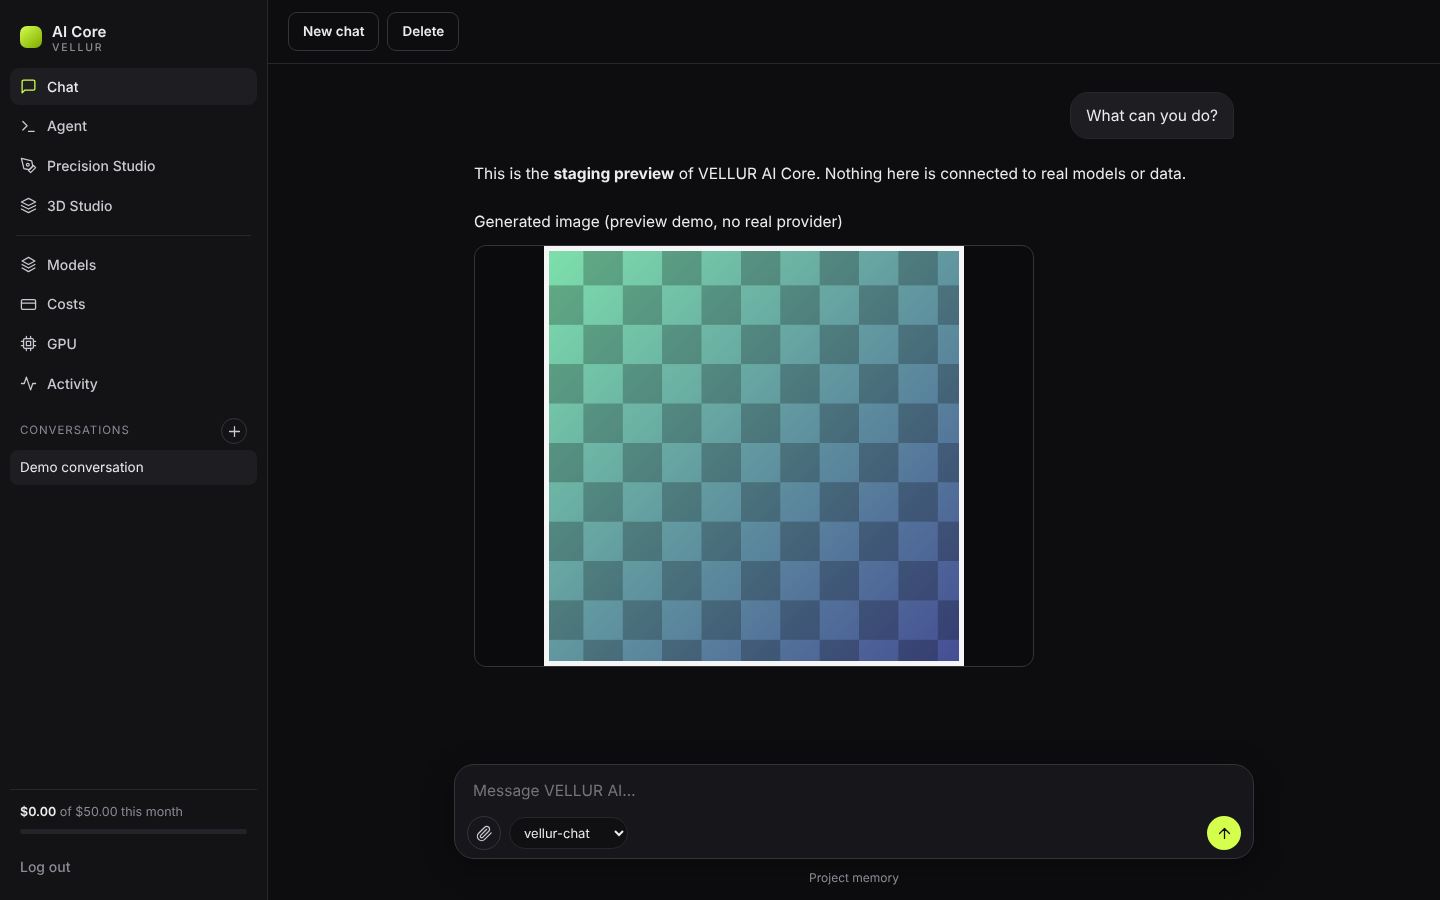 AI Core
VELLUR
Chat
Agent
Precision Studio
3D Studio
Models
Costs
GPU
Activity
CONVERSATIONS
Demo conversation
$0.00 of $50.00 this month
Log out
New chat
Delete
What can you do?
This is the staging preview of VELLUR AI Core. Nothing here is connected to real models or data.
Generated image (preview demo, no real provider)
Message VELLUR AI...
vellur-chat
Project memory